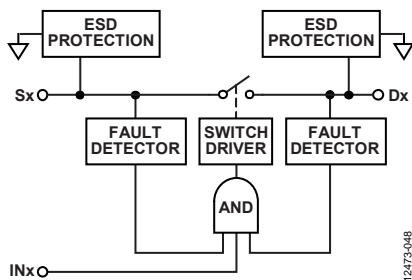 ESD
PROTECTION
ESD
PROTECTION
Sx
Dx
FAULT
DETECTOR
SWITCH
DRIVER
FAULT
DETECTOR
AND
INx
12473-048